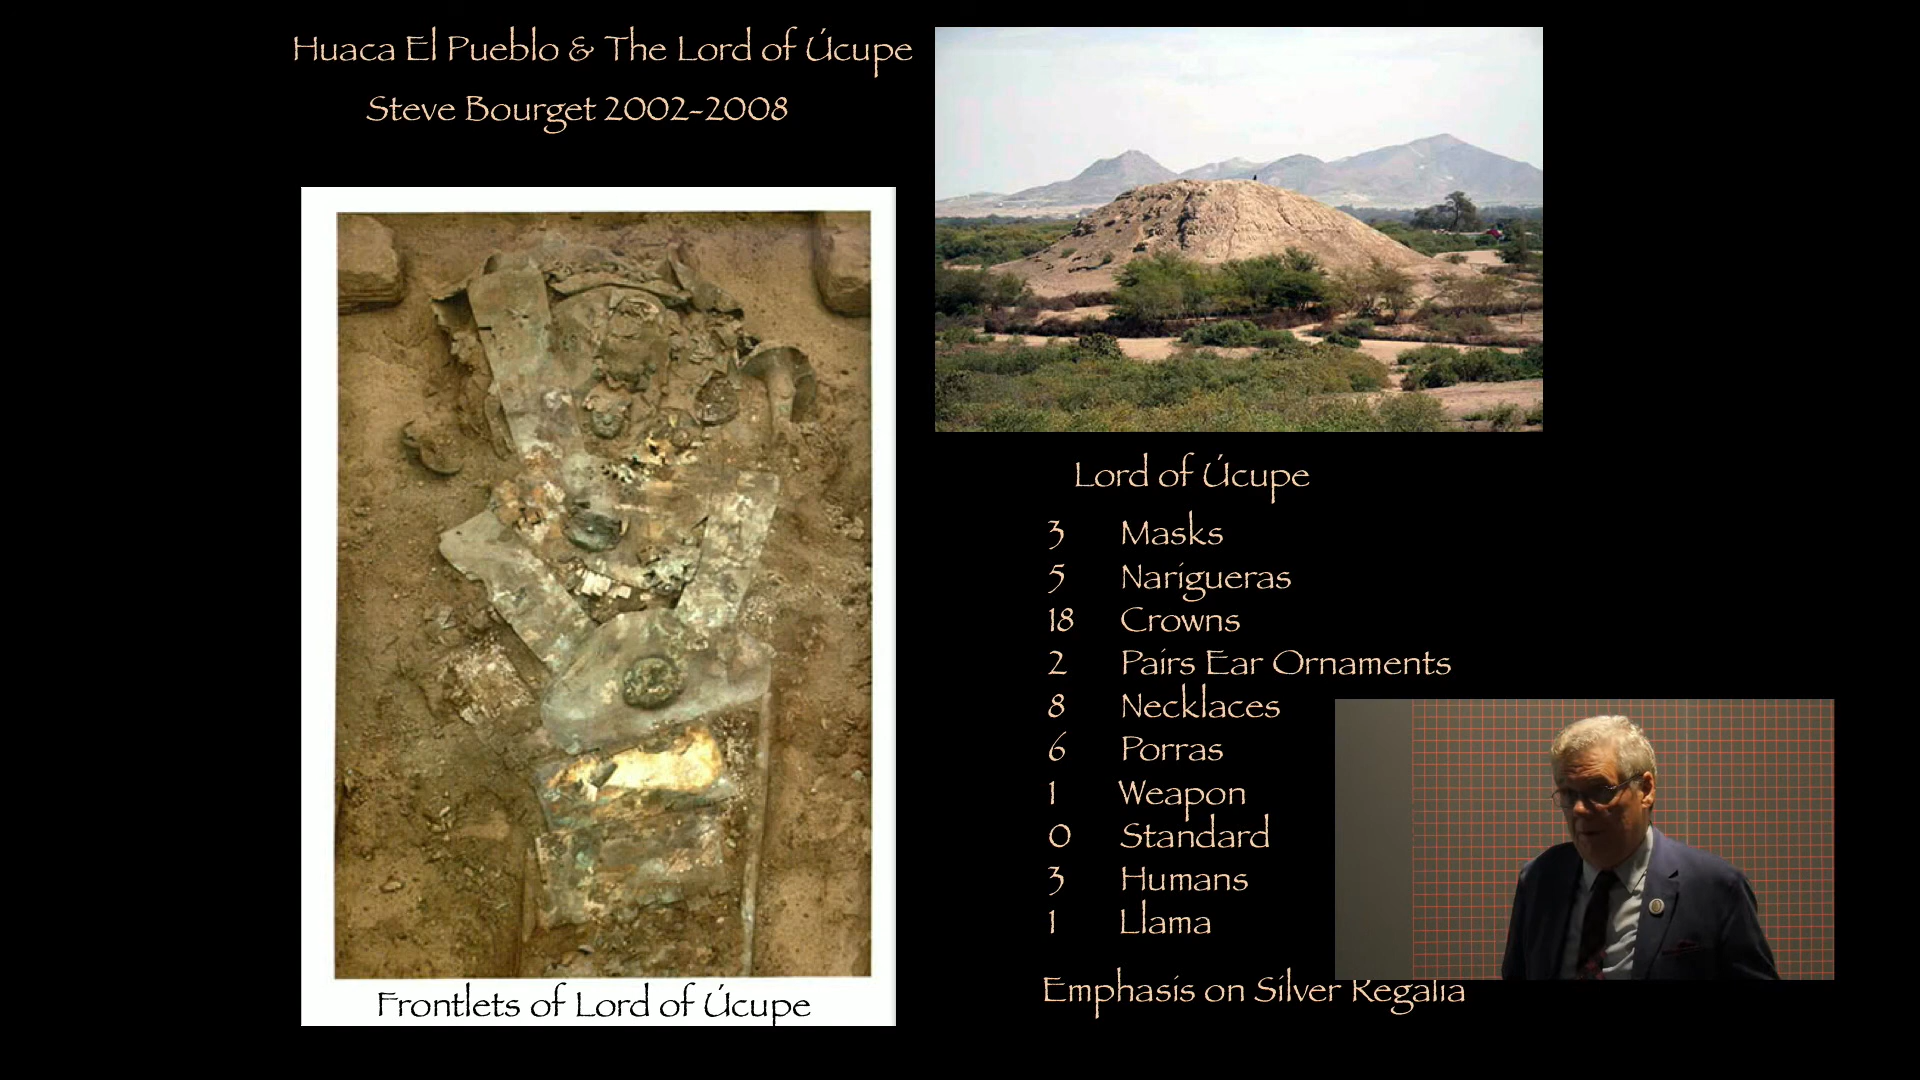 Huaca El Pueblo & The Lord of Úcupe
Steve Bourget 2002-2008
Frontlets of Lord of Úcupe
Lord of Úcupe
3 Masks
5 Narigueras
18 Crowns
2 Pairs Ear Ornaments
8 Necklaces
6 Porras
1 Weapon
0 Standard
3 Humans
1 Llama
Emphasis on Silver Regalia